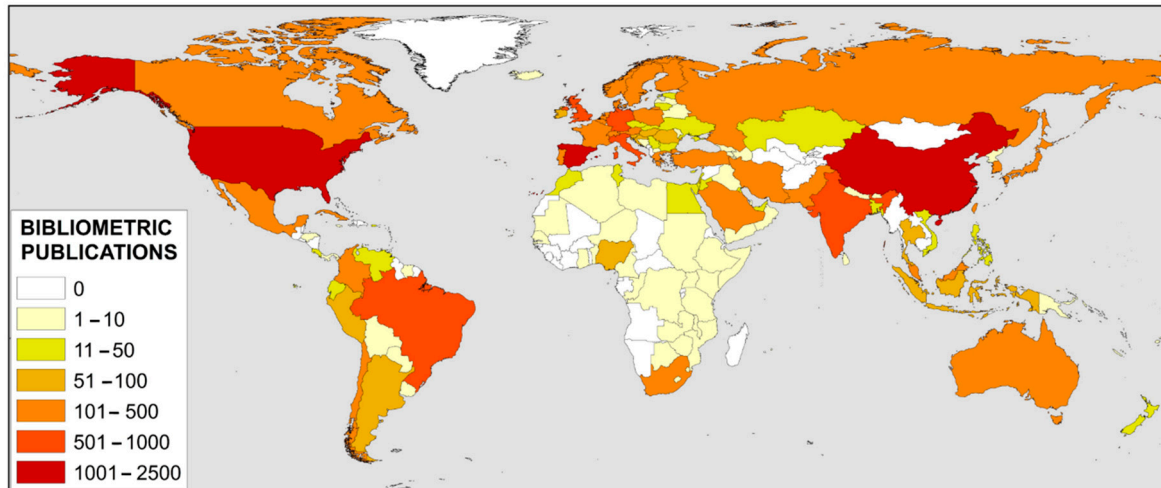 BIBLIOMETRIC
PUBLICATIONS
0
1 – 10
11 – 50
51 – 100
101 – 500
501 – 1000
1001 – 2500